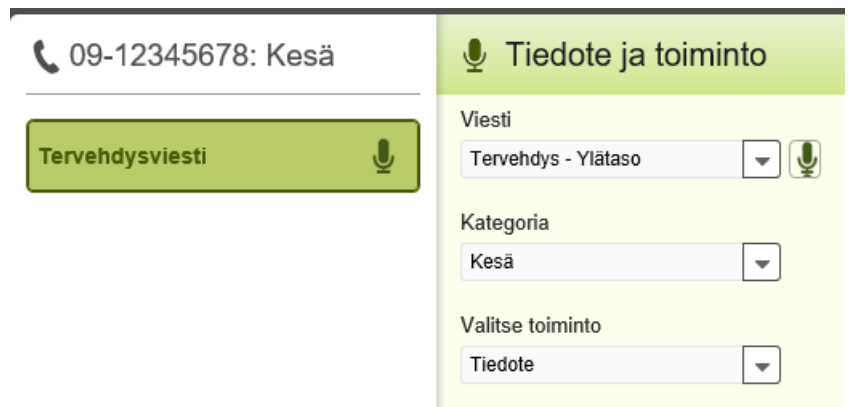 09-12345678: Kesä
Tervehdysviesti
Tiedote ja toiminto
Viesti
Tervehdys - Ylätaso
Kategoria
Kesä
Valitse toiminto
Tiedote